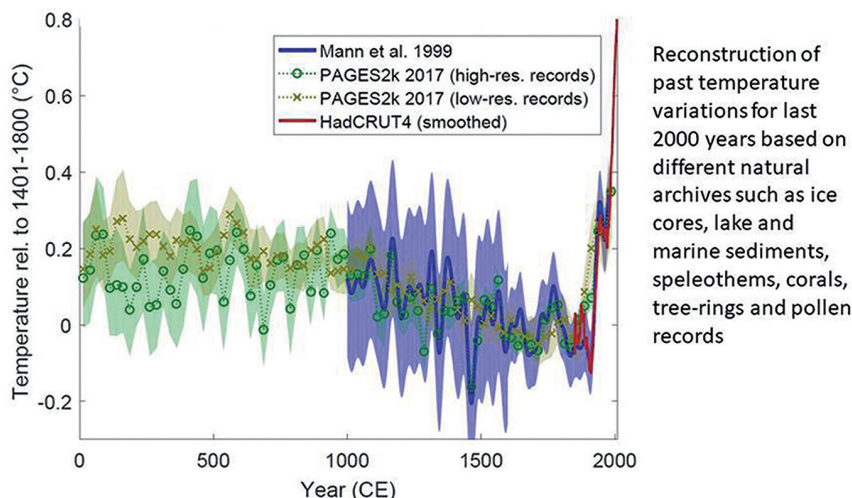 0.8
0.6
0.4
0.2
0
-0.2
Temperature rel. to 1401-1800 (°C)
Mann et al. 1999
PAGES2k 2017 (high-res. records)
PAGES2k 2017 (low-res. records)
HadCRUT4 (smoothed)
0 500 1000 1500 2000
Year (CE)
Reconstruction of
past temperature
variations for last
2000 years based on
different natural
archives such as ice
cores, lake and
marine sediments,
speleothems, corals,
tree-rings and pollen
records